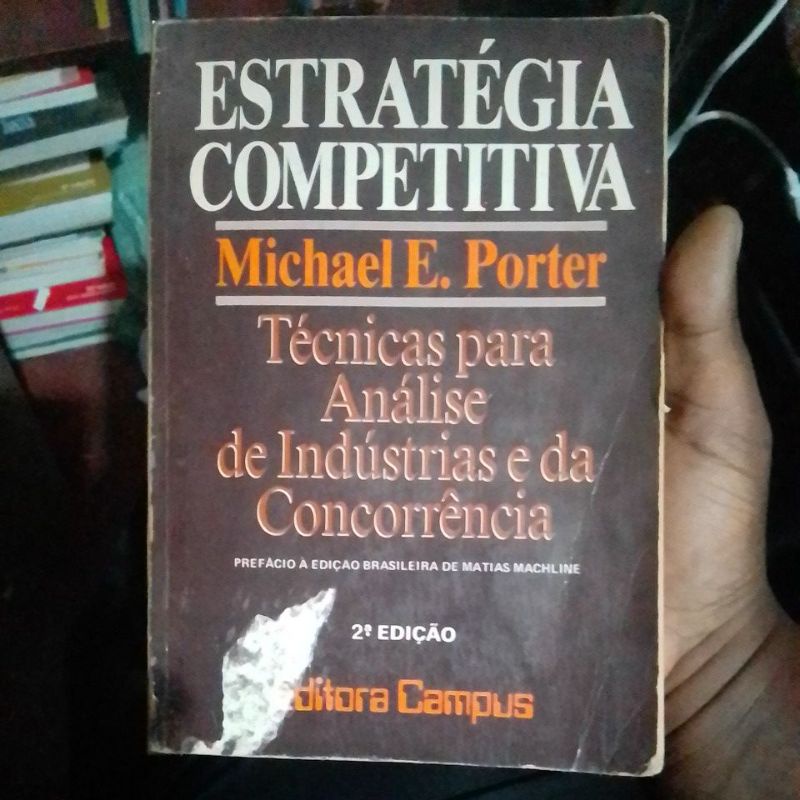 ESTRATÉGIA
COMPETITIVA
Michael E. Porter
Técnicas para
Análise
de Indústrias e da
Concorrência
PREFÁCIO À EDIÇÃO BRASILEIRA DE MATIAS MACHLINE
2ª EDIÇÃO
editora Campus